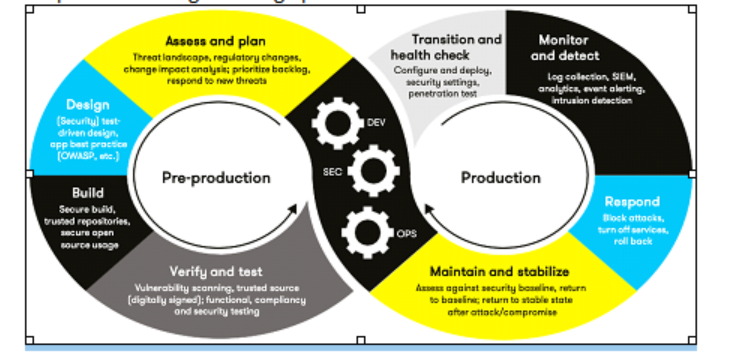 Assess and plan
Threat landscape, regulatory changes,
change impact analysis; prioritize backlog,
respond to new threats
Design
(Security) test-
driven design,
app best practice
(OWASP, etc.)
Build
Secure build,
trusted repositories,
secure open
source usage
Verify and test
Vulnerability scanning, trusted source
(digitally signed); functional, compliancy
and security testing
Pre-production
DEV
SEC
OPS
Transition and
health check
Configure and deploy,
security settings,
penetration test
Monitor
and detect
Log collection, SIEM,
analytics, event alerting,
intrusion detection
Production
Respond
Block attacks,
turn off services,
roll back
Maintain and stabilize
Assess against security baseline, return
to baseline; return to stable state
after attack/compromise